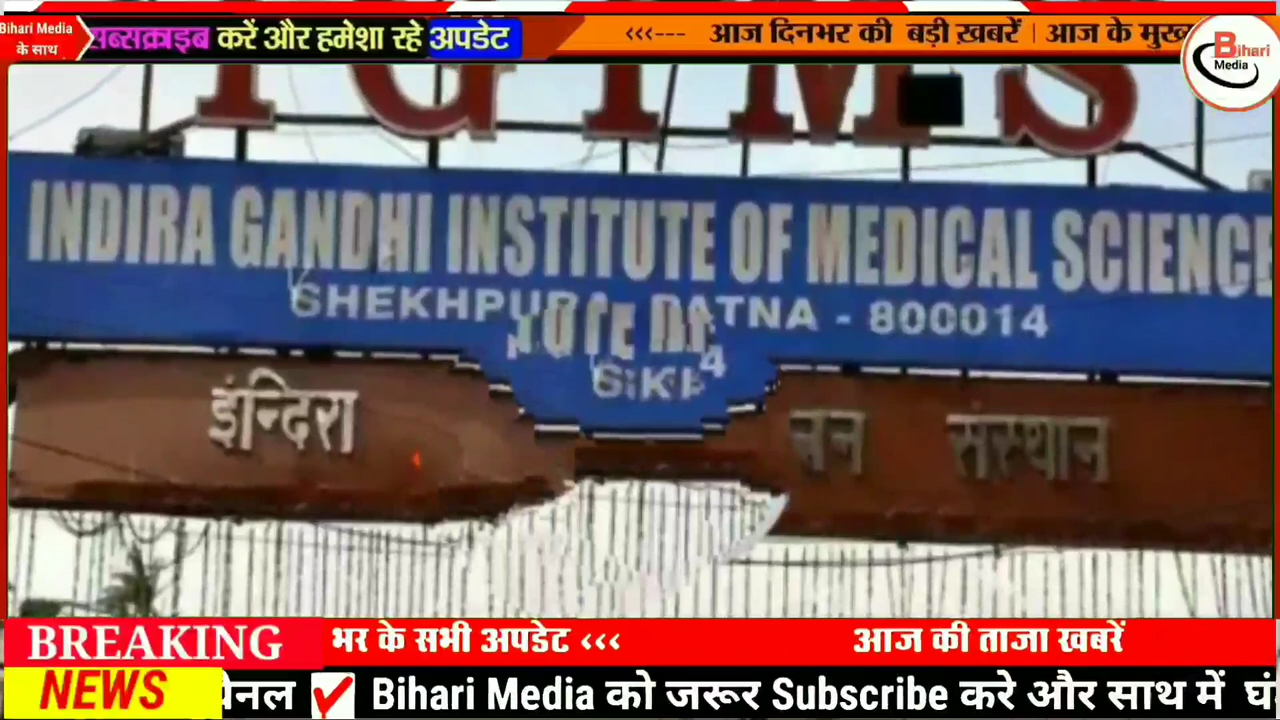 Bihari Media
के साथ
सब्सक्राइब करें और हमेशा रहे अपडेट
‹‹‹--- आज दिनभर की बड़ी ख़बरें | आज के
Bihari
Media
IGIMS
INDIRA GANDHI INSTITUTE OF MEDICAL SCIENCE
SHEKHPURA, PATNA - 800014
इन्दिरा संस्थान
BREAKING
भर के सभी अपडेट ‹‹‹ आज की ताजा खबरें
NEWS
Bihari Media को जरूर Subscribe करे और साथ में